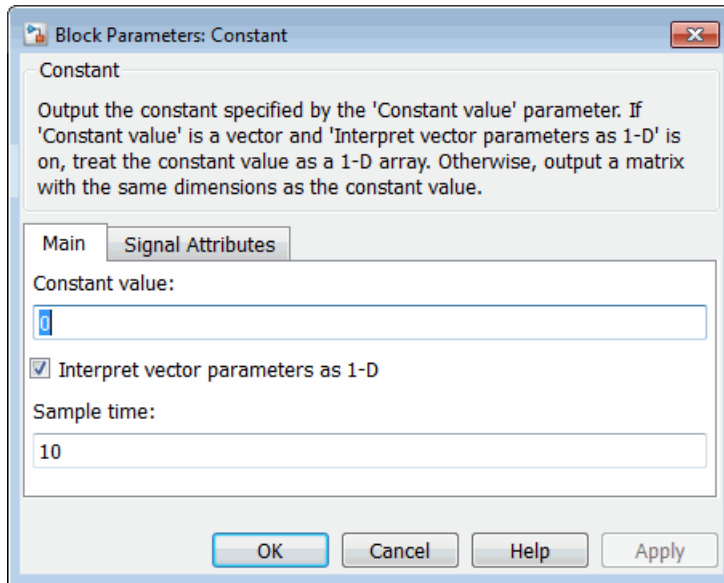 Block Parameters: Constant
Constant
Output the constant specified by the 'Constant value' parameter. If
'Constant value' is a vector and 'Interpret vector parameters as 1-D' is
on, treat the constant value as a 1-D array. Otherwise, output a matrix
with the same dimensions as the constant value.
Main Signal Attributes
Constant value:
0
Interpret vector parameters as 1-D
Sample time:
10
OK Cancel Help Apply